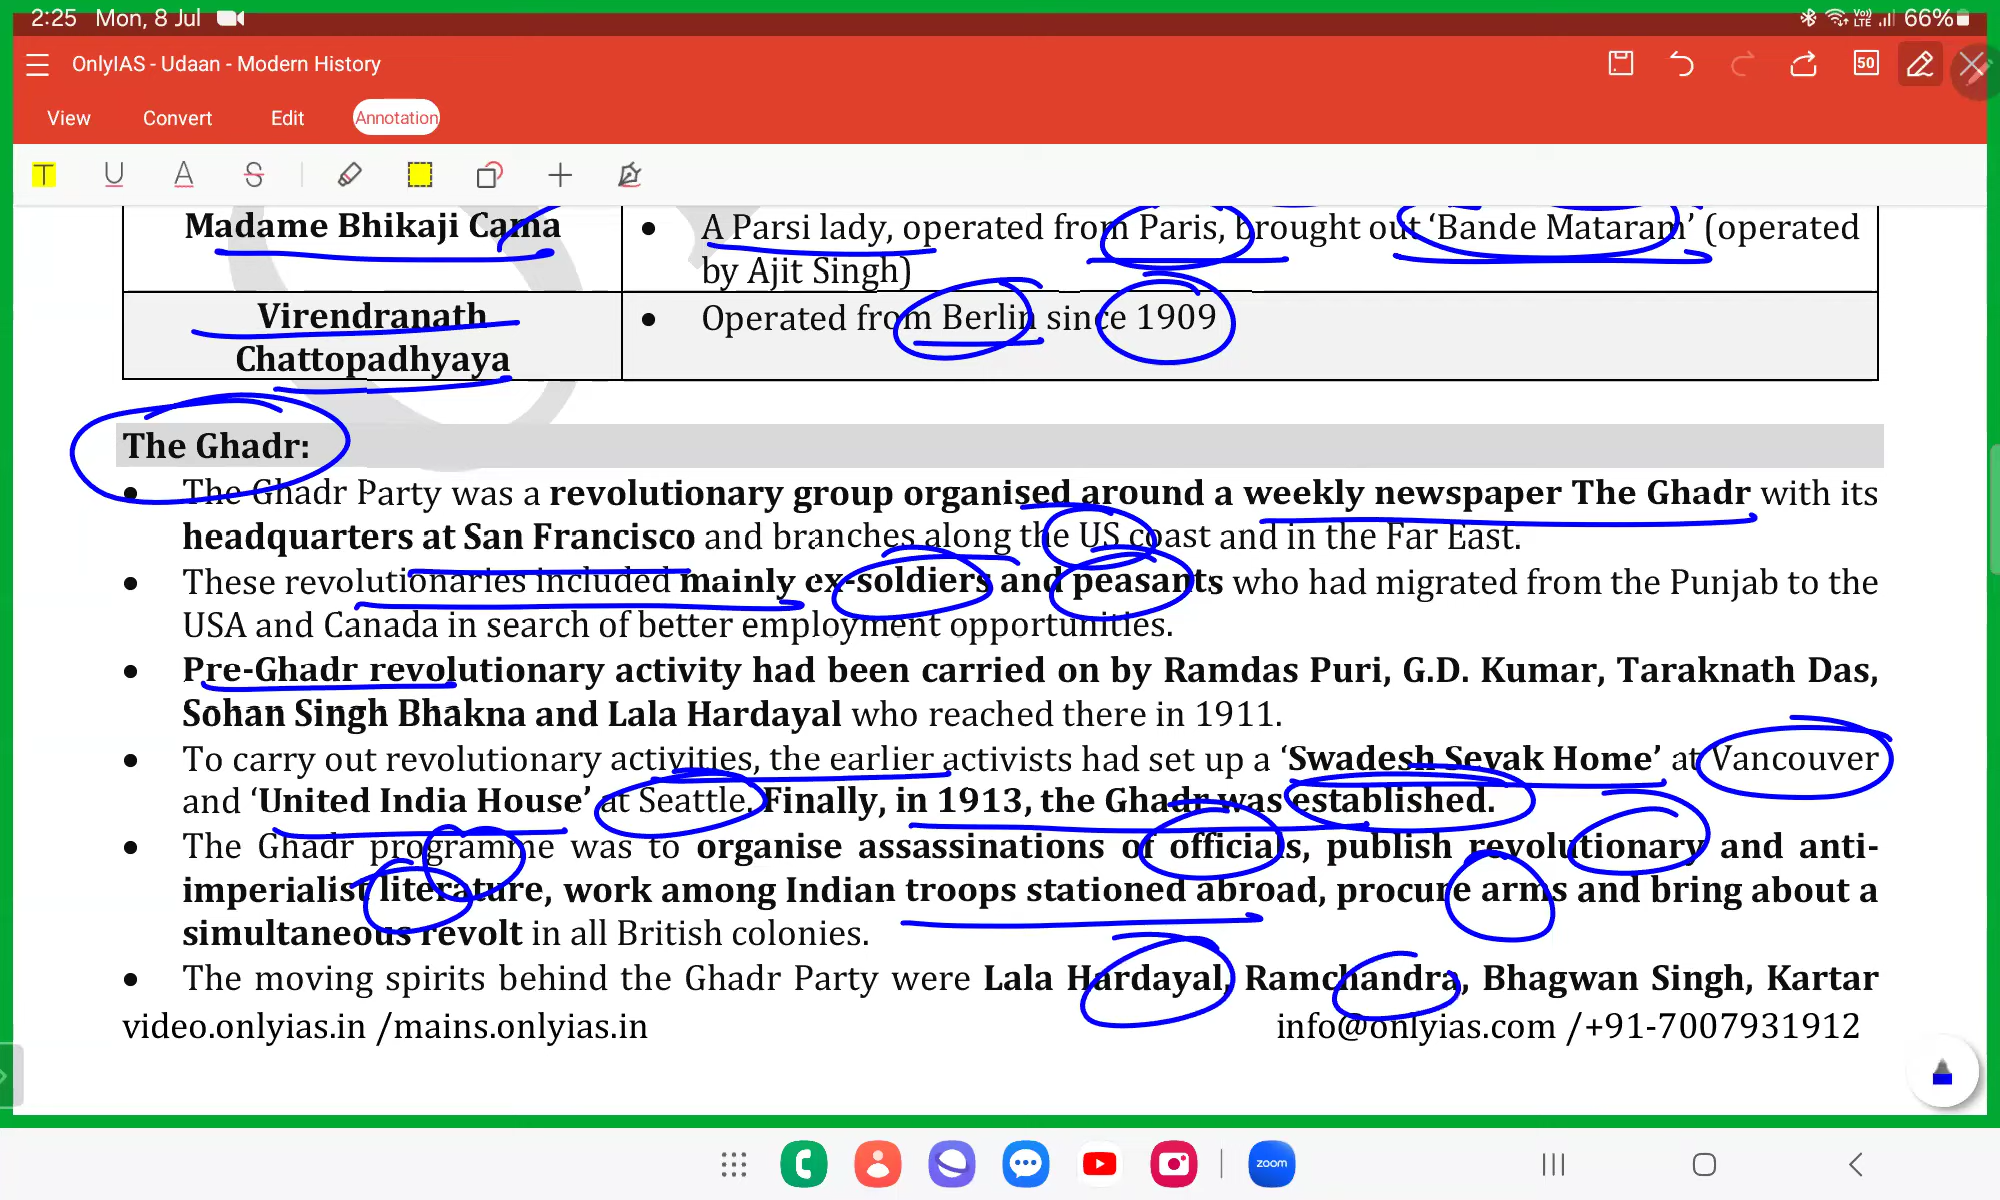 2:25 Mon, 8 Jul 66%
OnlyIAS - Udaan - Modern History 50
View Convert Edit Annotation
T U A S
Madame Bhikaji Cama
• A Parsi lady, operated from Paris, brought out ‘Bande Mataram’ (operated
by Ajit Singh)
Virendranath
Chattopadhyaya
• Operated from Berlin since 1909
The Ghadr:
• The Ghadr Party was a revolutionary group organised around a weekly newspaper The Ghadr with its
headquarters at San Francisco and branches along the US coast and in the Far East.
• These revolutionaries included mainly ex-soldiers and peasants who had migrated from the Punjab to the
USA and Canada in search of better employment opportunities.
• Pre-Ghadr revolutionary activity had been carried on by Ramdas Puri, G.D. Kumar, Taraknath Das,
Sohan Singh Bhakna and Lala Hardayal who reached there in 1911.
• To carry out revolutionary activities, the earlier activists had set up a ‘Swadesh Sevak Home’ at Vancouver
and ‘United India House’ at Seattle. Finally, in 1913, the Ghadr was established.
• The Ghadr programme was to organise assassinations of officials, publish revolutionary and anti-
imperialist literature, work among Indian troops stationed abroad, procure arms and bring about a
simultaneous revolt in all British colonies.
• The moving spirits behind the Ghadr Party were Lala Hardayal, Ramchandra, Bhagwan Singh, Kartar
video.onlyias.in /mains.onlyias.in info@onlyias.com /+91-7007931912
zoom